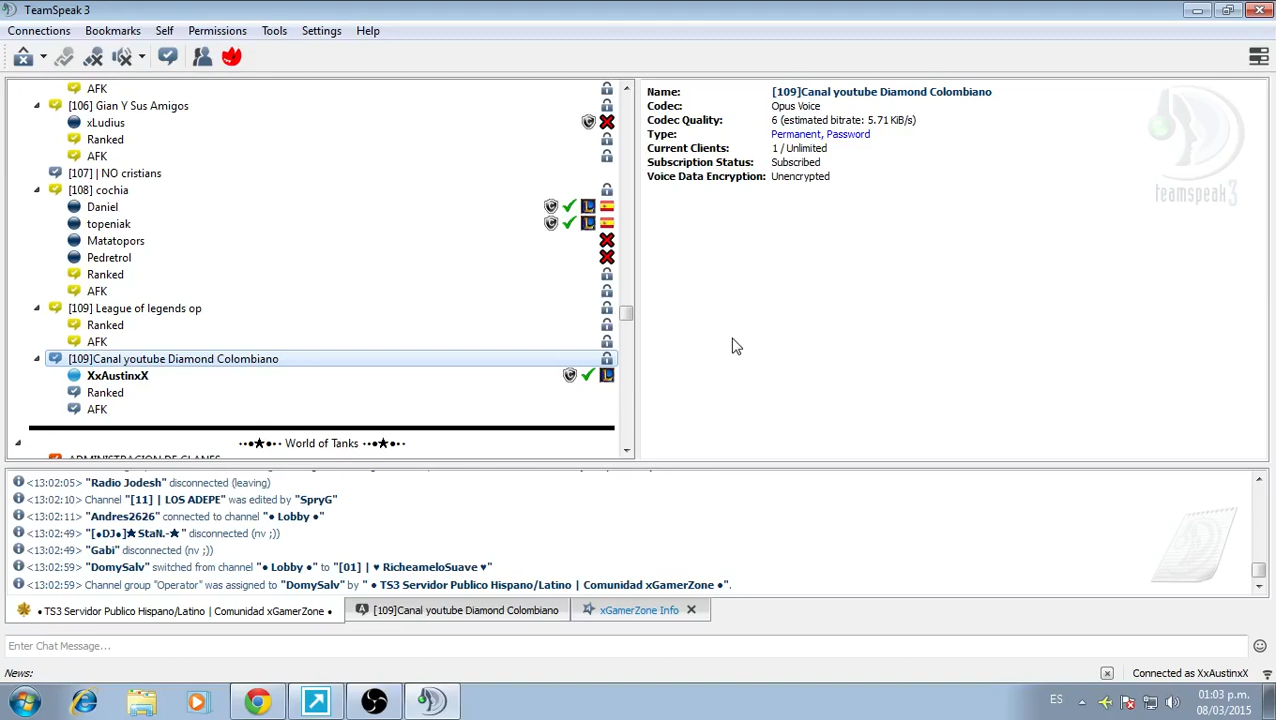 TeamSpeak 3
Connections Bookmarks Self Permissions Tools Settings Help
AFK
[106] Gian Y Sus Amigos
xLudius
Ranked
AFK
[107] | NO cristians
[108] cochia
Daniel
topeniak
Matatopors
Pedretrol
Ranked
AFK
[109] League of legends op
Ranked
AFK
[109]Canal youtube Diamond Colombiano
XxAustinxX
Ranked
AFK
••●★●•• World of Tanks ••●★●••
ADMINISTRACION DE CLANES
Name: [109]Canal youtube Diamond Colombiano
Codec: Opus Voice
Codec Quality: 6 (estimated bitrate: 5.71 KiB/s)
Type: Permanent, Password
Current Clients: 1 / Unlimited
Subscription Status: Subscribed
Voice Data Encryption: Unencrypted
teamspeak3
<13:02:05> "Radio Jodesh" disconnected (leaving)
<13:02:10> Channel "[11] | LOS ADEPE" was edited by "SpryG"
<13:02:11> "Andres2626" connected to channel "● Lobby ●"
<13:02:49> "[●DJ●]★StaN.-★" disconnected (nv ;))
<13:02:49> "Gabi" disconnected (nv ;))
<13:02:59> "DomySalv" switched from channel "● Lobby ●" to "[01] | ♥ RicheameloSuave ♥"
<13:02:59> Channel group "Operator" was assigned to "DomySalv" by " ● TS3 Servidor Publico Hispano/Latino | Comunidad xGamerZone ●".
● TS3 Servidor Publico Hispano/Latino | Comunidad xGamerZone ● [109]Canal youtube Diamond Colombiano xGamerZone Info
Enter Chat Message...
News: Connected as XxAustinxX
ES 01:03 p.m.
08/03/2015